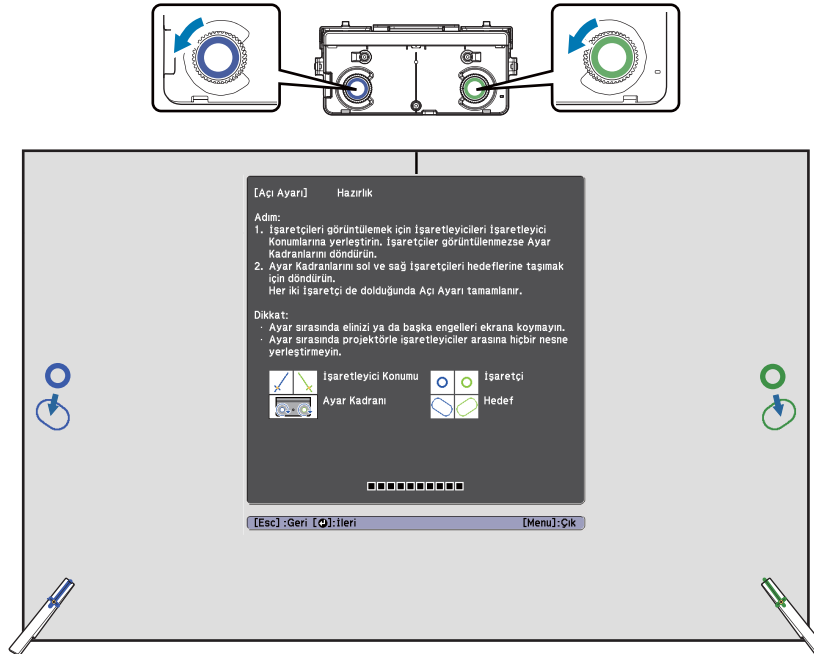 [Açı Ayarı] Hazırlık
Adım:
1. İşaretçileri görüntülemek için İşaretleyicileri İşaretleyici
Konumlarına yerleştirin. İşaretçiler görüntülenmezse Ayar
Kadranlarını döndürün.
2. Ayar Kadranlarını sol ve sağ İşaretçileri hedeflerine taşımak
için döndürün.
Her iki İşaretçi de dolduğunda Açı Ayarı tamamlanır.
Dikkat:
· Ayar sırasında elinizi ya da başka engelleri ekrana koymayın.
· Ayar sırasında projektörle işaretleyiciler arasına hiçbir nesne
yerleştirmeyin.
İşaretleyici Konumu İşaretçi
Ayar Kadranı Hedef
[Esc] :Geri [⏎]:İleri [Menu]:Çık